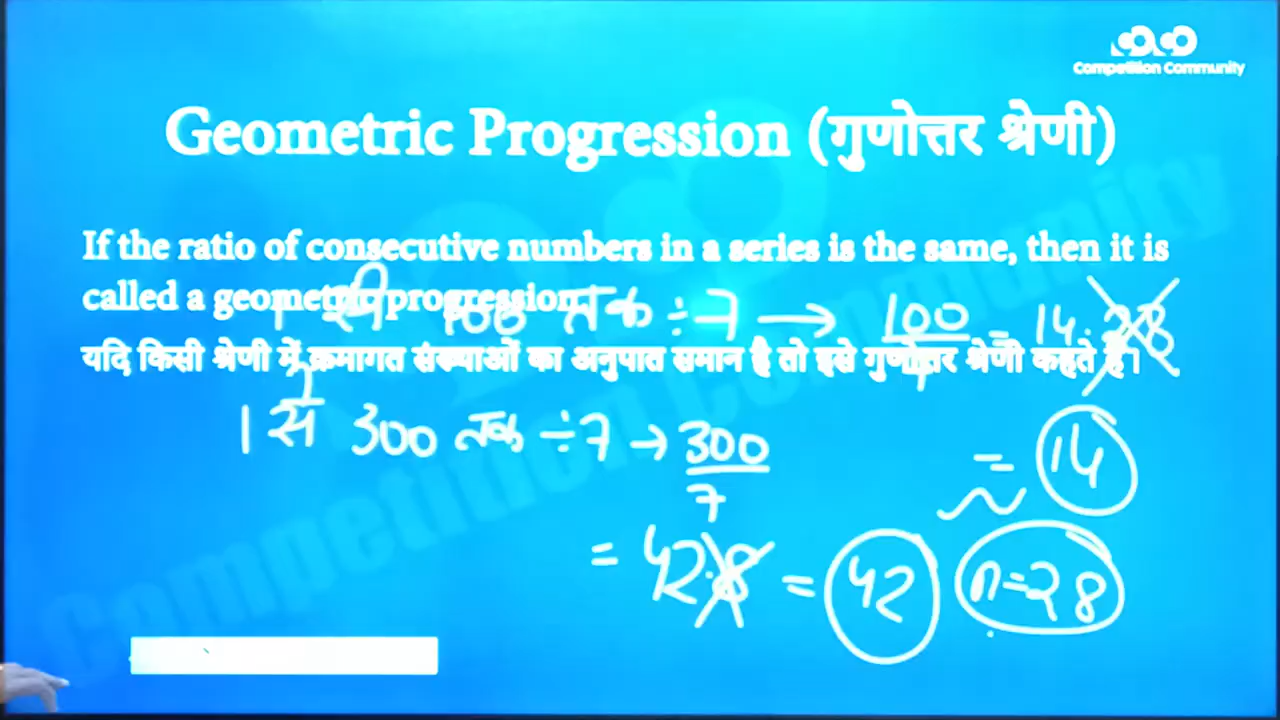 Competition Community
Geometric Progression (गुणोत्तर श्रेणी)
If the ratio of consecutive numbers in a series is the same, then it is
called a geometric progression.
1 से 100 तक ÷ 7 → 100/7 = 14.28
यदि किसी श्रेणी में क्रमागत संख्याओं का अनुपात समान है तो इसे गुणोत्तर श्रेणी कहते हैं।
1 से 300 तक ÷ 7 → 300/7
= 14
= 42.8 = 42 n=28
Competition Community